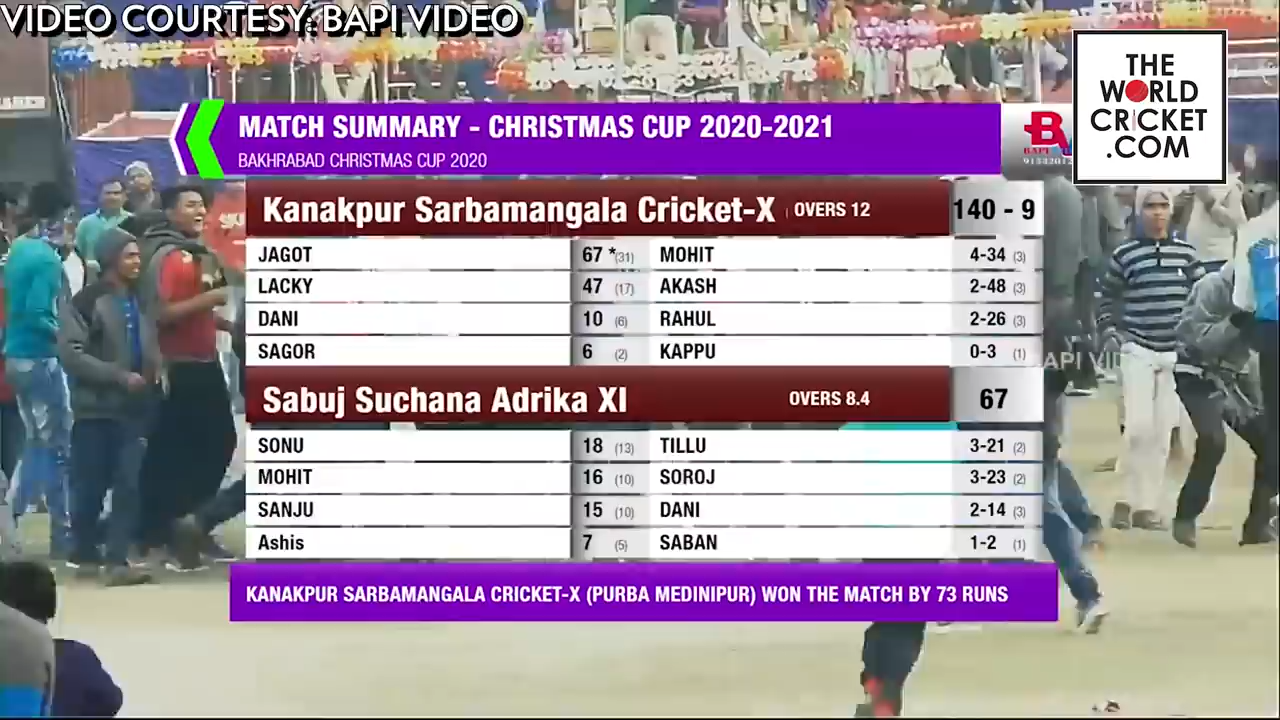 VIDEO COURTESY: BAPI VIDEO
THE
WORLD
CRICKET
.COM
MATCH SUMMARY - CHRISTMAS CUP 2020-2021
BAKHRABAD CHRISTMAS CUP 2020
B
Kanakpur Sarbamangala Cricket-X OVERS 12 140 - 9
JAGOT 67 *(31) MOHIT 4-34 (3)
LACKY 47 (17) AKASH 2-48 (3)
DANI 10 (6) RAHUL 2-26 (3)
SAGOR 6 (2) KAPPU 0-3 (1)
Sabuj Suchana Adrika XI OVERS 8.4 67
SONU 18 (13) TILLU 3-21 (2)
MOHIT 16 (10) SOROJ 3-23 (2)
SANJU 15 (10) DANI 2-14 (3)
Ashis 7 (5) SABAN 1-2 (1)
KANAKPUR SARBAMANGALA CRICKET-X (PURBA MEDINIPUR) WON THE MATCH BY 73 RUNS